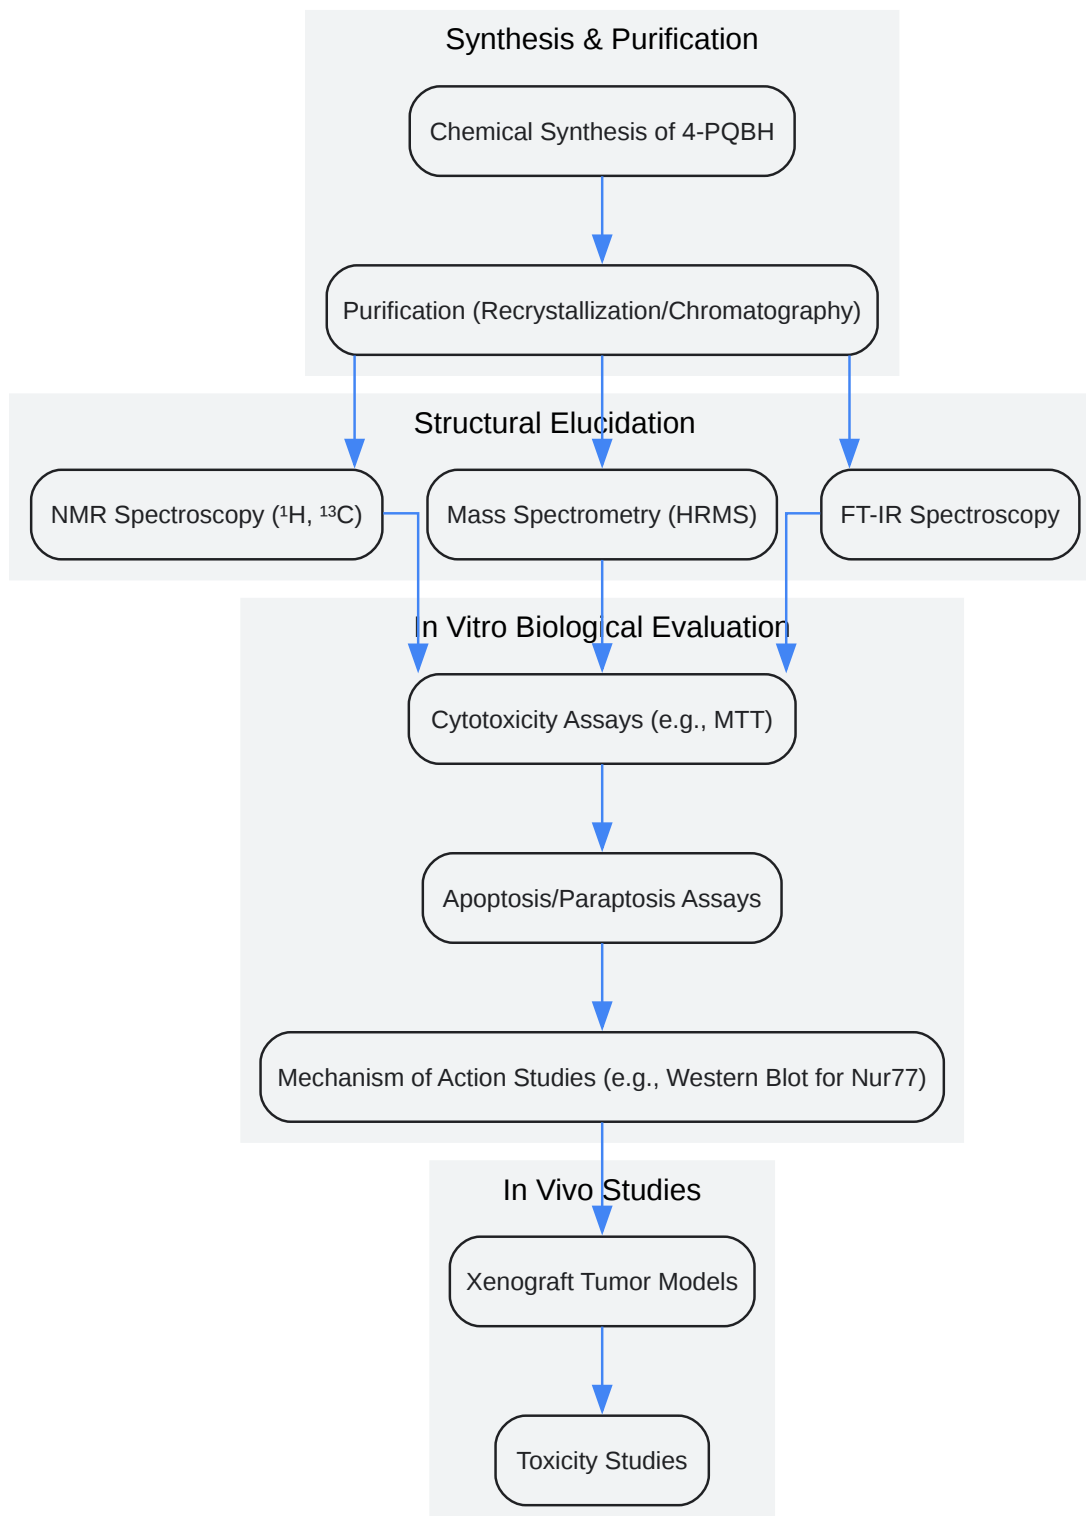 Synthesis & Purification
Chemical Synthesis of 4-PQBH
Purification (Recrystallization/Chromatography)
Structural Elucidation
NMR Spectroscopy (¹H, ¹³C)
Mass Spectrometry (HRMS)
FT-IR Spectroscopy
In Vitro Biological Evaluation
Cytotoxicity Assays (e.g., MTT)
Apoptosis/Paraptosis Assays
Mechanism of Action Studies (e.g., Western Blot for Nur77)
In Vivo Studies
Xenograft Tumor Models
Toxicity Studies